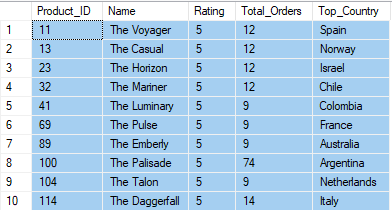 Product_ID Name Rating Total_Orders Top_Country
1 11 The Voyager 5 12 Spain
2 13 The Casual 5 12 Norway
3 23 The Horizon 5 12 Israel
4 32 The Mariner 5 12 Chile
5 41 The Luminary 5 9 Colombia
6 69 The Pulse 5 9 France
7 89 The Emberly 5 9 Australia
8 100 The Palisade 5 74 Argentina
9 104 The Talon 5 9 Netherlands
10 114 The Daggerfall 5 14 Italy